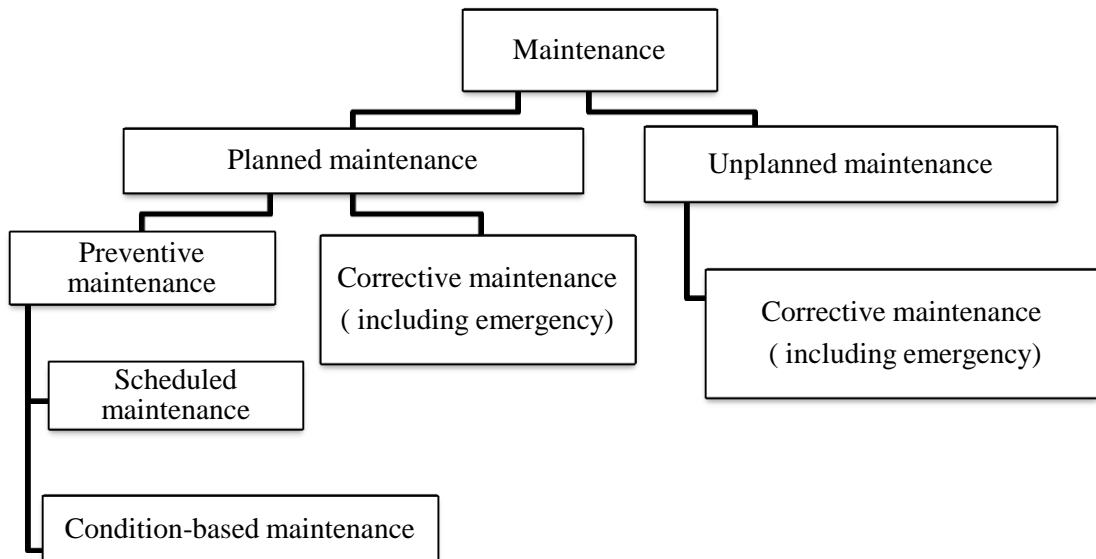 Maintenance
Planned maintenance
Unplanned maintenance
Preventive
maintenance
Corrective maintenance
( including emergency)
Corrective maintenance
( including emergency)
Scheduled
maintenance
Condition-based maintenance